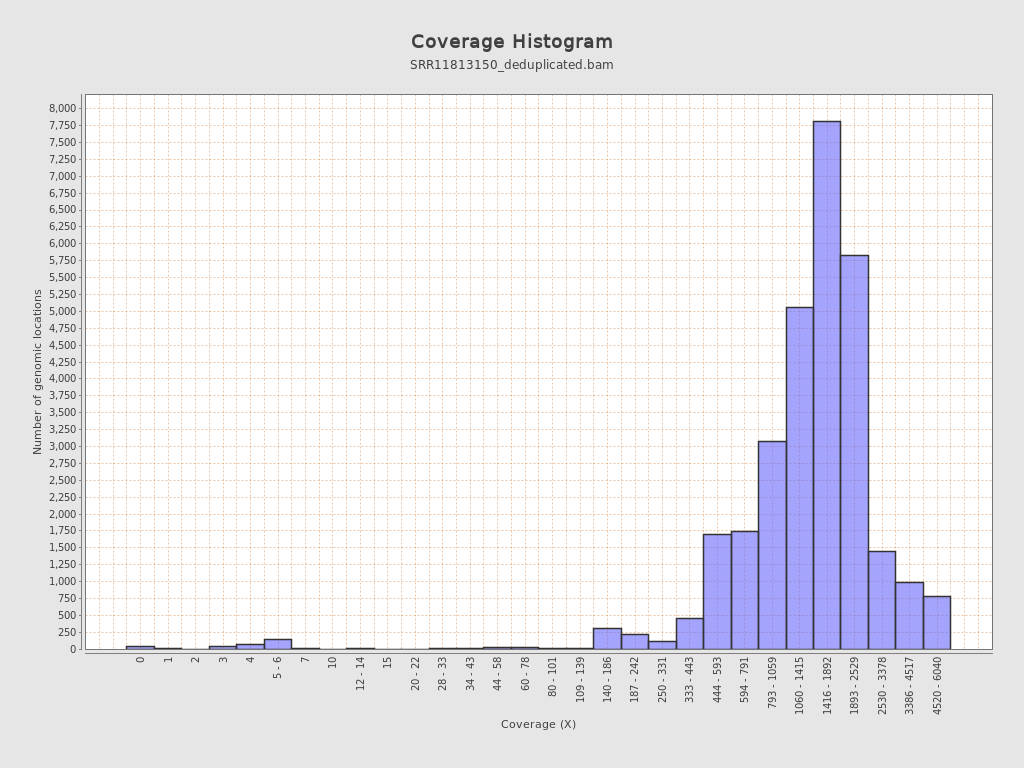 Coverage Histogram
SRR11813150_deduplicated.bam
Number of genomic locations
8,000
7,750
7,500
7,250
7,000
6,750
6,500
6,250
6,000
5,750
5,500
5,250
5,000
4,750
4,500
4,250
4,000
3,750
3,500
3,250
3,000
2,750
2,500
2,250
2,000
1,750
1,500
1,250
1,000
750
500
250
0
0
1
2
3
4
5 - 6
7
10
12 - 14
15
20 - 22
28 - 33
34 - 43
44 - 58
60 - 78
80 - 101
109 - 139
140 - 186
187 - 242
250 - 331
333 - 443
444 - 593
594 - 791
793 - 1059
1060 - 1415
1416 - 1892
1893 - 2529
2530 - 3378
3386 - 4517
4520 - 6040
Coverage (X)